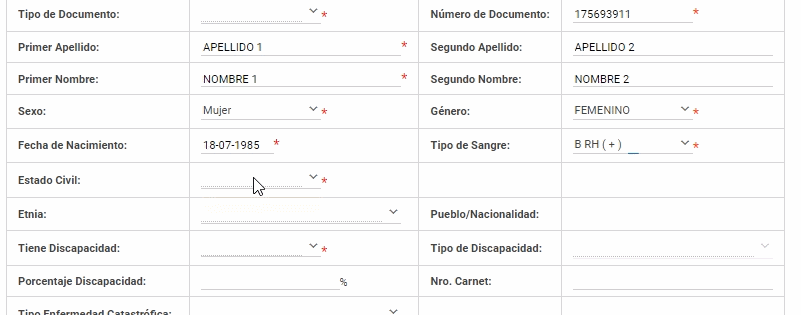 Tipo de Documento: * Número de Documento: 175693911 *
Primer Apellido: APELLIDO 1 * Segundo Apellido: APELLIDO 2
Primer Nombre: NOMBRE 1 * Segundo Nombre: NOMBRE 2
Sexo: Mujer * Género: FEMENINO *
Fecha de Nacimiento: 18-07-1985 * Tipo de Sangre: B RH ( + ) *
Estado Civil: *
Etnia: Pueblo/Nacionalidad:
Tiene Discapacidad: * Tipo de Discapacidad:
Porcentaje Discapacidad: % Nro. Carnet:
Tipo Enfermedad Catastrófica: